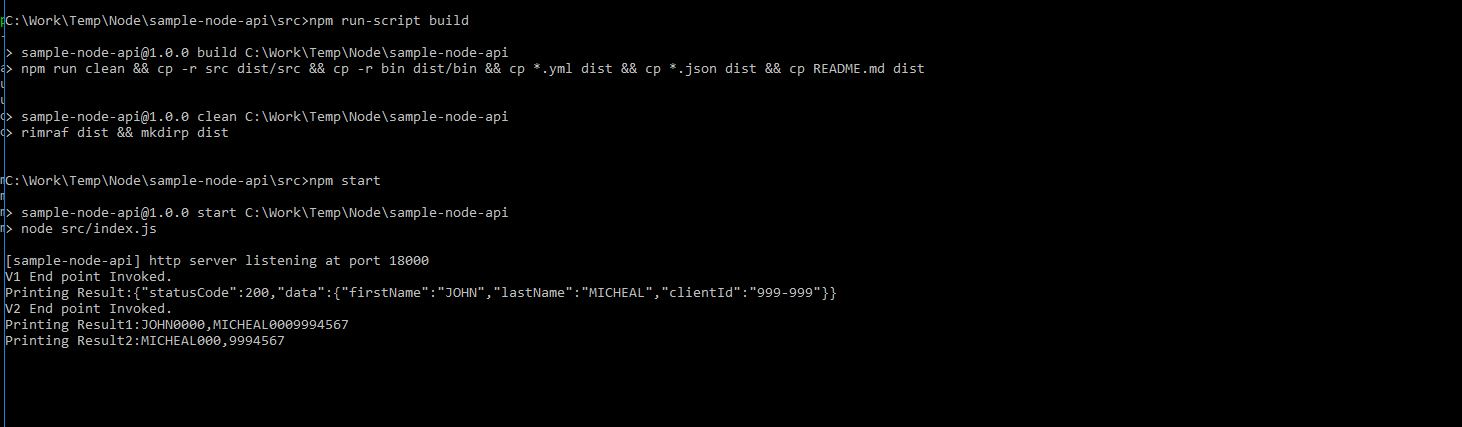 C:\Work\Temp\Node\sample-node-api\src>npm run-script build
> sample-node-api@1.0.0 build C:\Work\Temp\Node\sample-node-api
> npm run clean && cp -r src dist/src && cp -r bin dist/bin && cp *.yml dist && cp *.json dist && cp README.md dist
> sample-node-api@1.0.0 clean C:\Work\Temp\Node\sample-node-api
> rimraf dist && mkdirp dist
C:\Work\Temp\Node\sample-node-api\src>npm start
> sample-node-api@1.0.0 start C:\Work\Temp\Node\sample-node-api
> node src/index.js
[sample-node-api] http server listening at port 18000
V1 End point Invoked.
Printing Result:{"statusCode":200,"data":{"firstName":"JOHN","lastName":"MICHEAL","clientId":"999-999"}}
V2 End point Invoked.
Printing Result1:JOHN0000,MICHEAL0009994567
Printing Result2:MICHEAL000,9994567